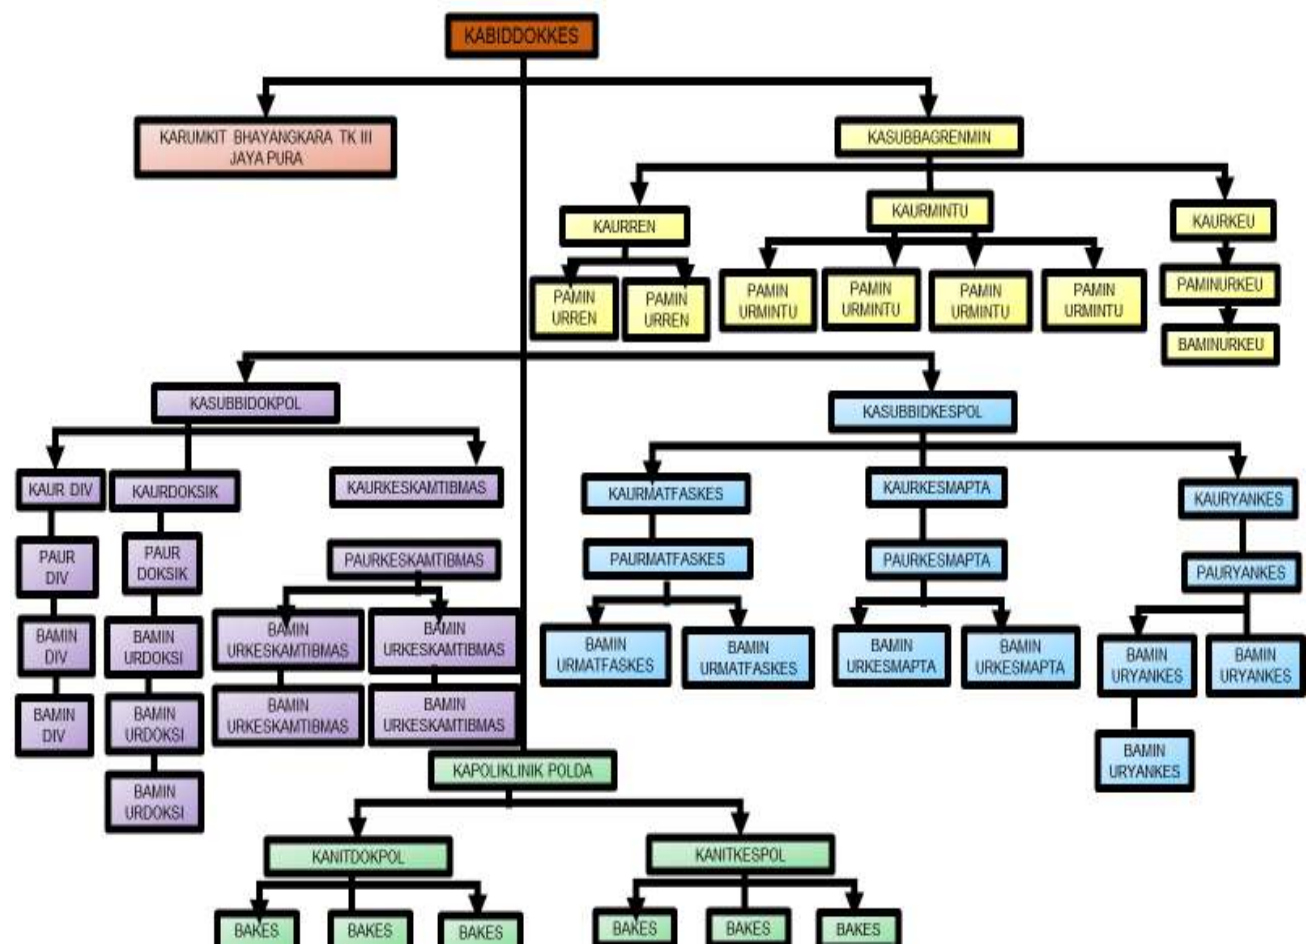 KABIDDOKKES
KARUMKIT BHAYANGKARA TK III
JAYA PURA
KASUBBAGRENMIN
KAURREN
KAURMINTU
KAURKEU
PAMIN
URREN
PAMIN
URREN
PAMIN
URMINTU
PAMIN
URMINTU
PAMIN
URMINTU
PAMIN
URMINTU
PAMINURKEU
BAMINURKEU
KASUBBIDOKPOL
KASUBBIDKESPOL
KAUR DIV
KAURDOKSIK
KAURKESKAMTIBMAS
PAUR
DIV
PAUR
DOKSIK
PAURKESKAMTIBMAS
BAMIN
DIV
BAMIN
URDOKSI
BAMIN
URKESKAMTIBMAS
BAMIN
URKESKAMTIBMAS
BAMIN
DIV
BAMIN
URDOKSI
BAMIN
URKESKAMTIBMAS
BAMIN
URKESKAMTIBMAS
BAMIN
URDOKSI
KAURMATFASKES
KAURKESMAPTA
KAURYANKES
PAURMATFASKES
PAURKESMAPTA
PAURYANKES
BAMIN
URMATFASKES
BAMIN
URMATFASKES
BAMIN
URKESMAPTA
BAMIN
URKESMAPTA
BAMIN
URYANKES
BAMIN
URYANKES
BAMIN
URYANKES
KAPOLIKLINIK POLDA
KANITDOKPOL
KANITKESPOL
BAKES
BAKES
BAKES
BAKES
BAKES
BAKES